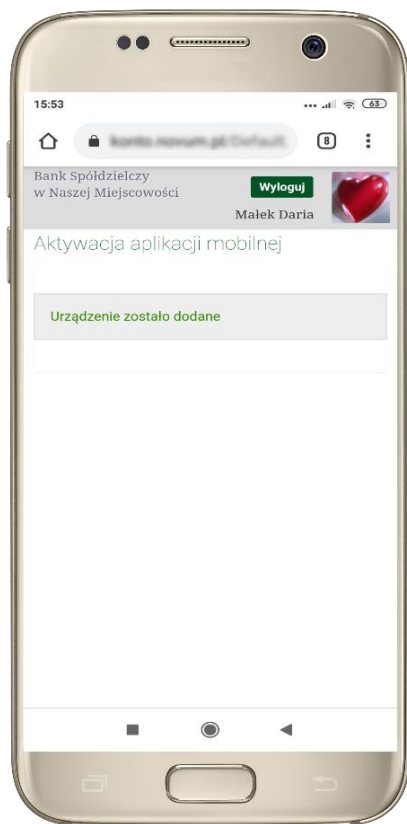 15:53
63
8
Bank Spółdzielczy
w Naszej Miejscowości
Wyloguj
Małek Daria
Aktywacja aplikacji mobilnej
Urządzenie zostało dodane